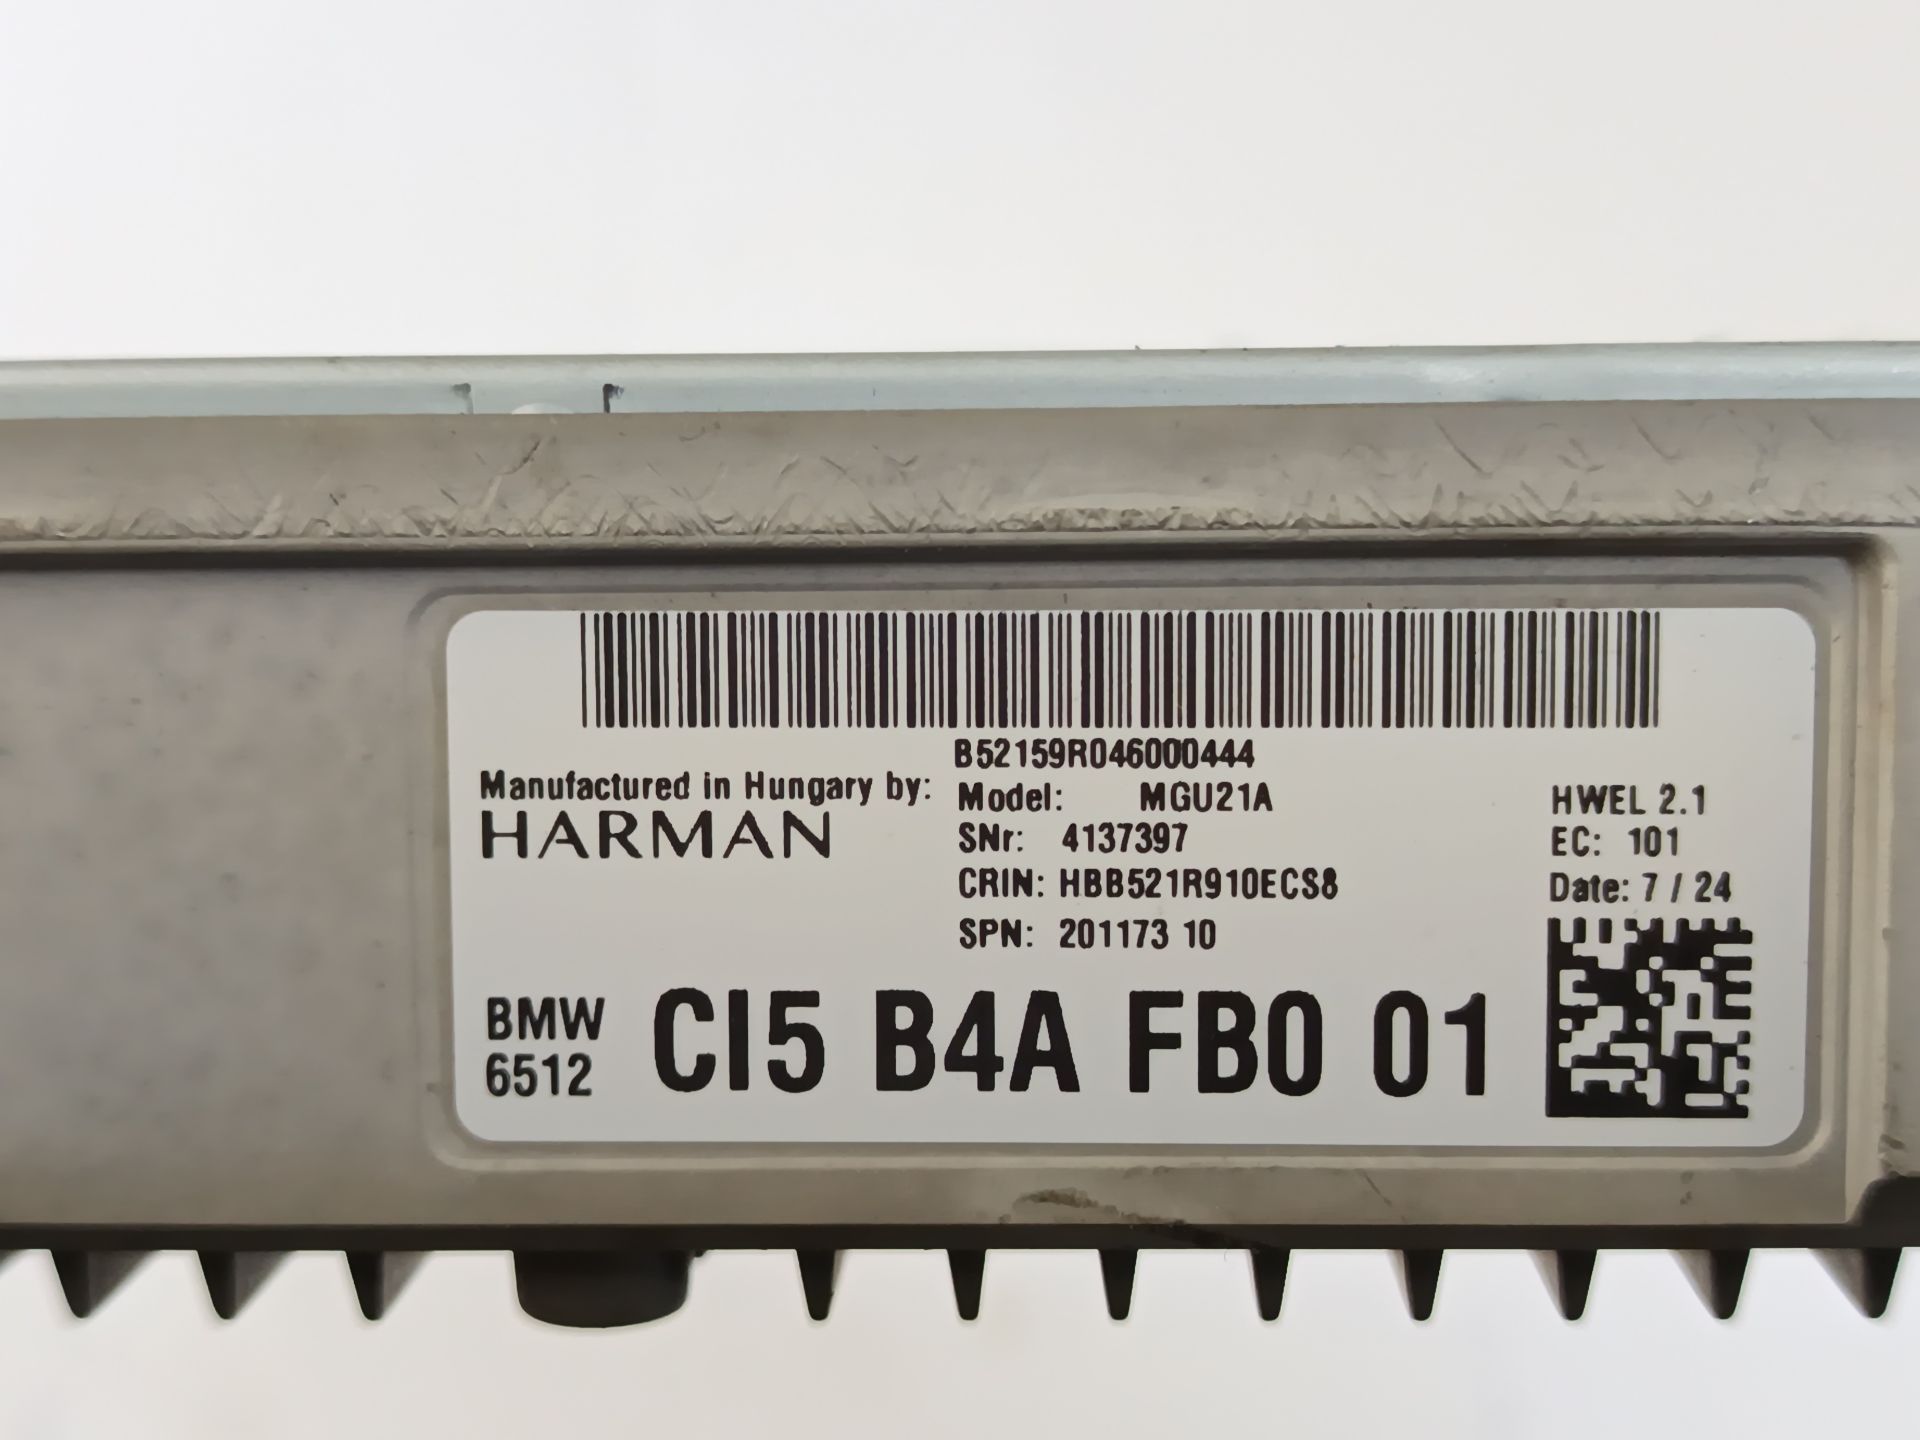 B52159R046000444
Manufactured in Hungary by:
HARMAN
Model: MGU21A
SNr: 4137397
CRIN: HBB521R910ECS8
SPN: 201173 10
HWEL 2.1
EC: 101
Date: 7 / 24
BMW
6512
CI5 B4A FB0 01